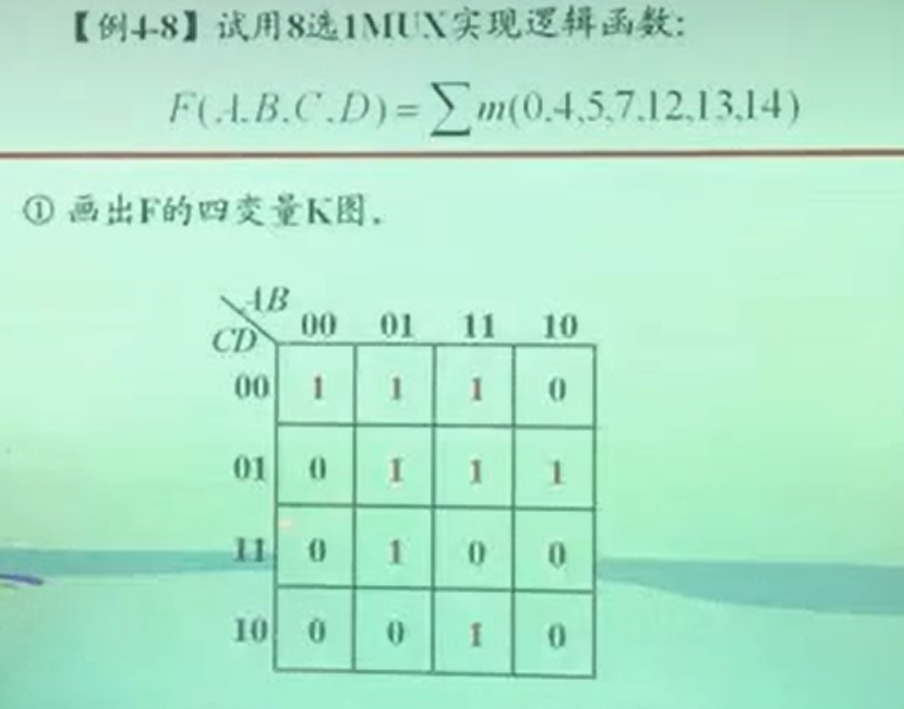 【例4-8】试用8选1MUX实现逻辑函数:
F(A,B,C,D)=∑m(0,4,5,7,12,13,14)
① 画出F的四变量K图.
AB
00 01 11 10
CD
00 1 1 1 0
01 0 1 1 1
11 0 1 0 0
10 0 0 1 0